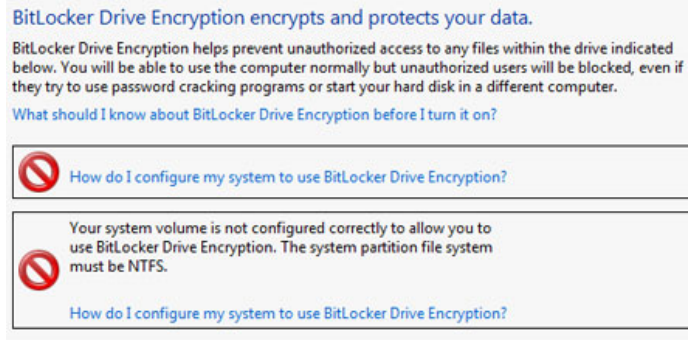 BitLocker Drive Encryption encrypts and protects your data.
BitLocker Drive Encryption helps prevent unauthorized access to any files within the drive indicated
below. You will be able to use the computer normally but unauthorized users will be blocked, even if
they try to use password cracking programs or start your hard disk in a different computer.
What should I know about BitLocker Drive Encryption before I turn it on?
How do I configure my system to use BitLocker Drive Encryption?
Your system volume is not configured correctly to allow you to
use BitLocker Drive Encryption. The system partition file system
must be NTFS.
How do I configure my system to use BitLocker Drive Encryption?